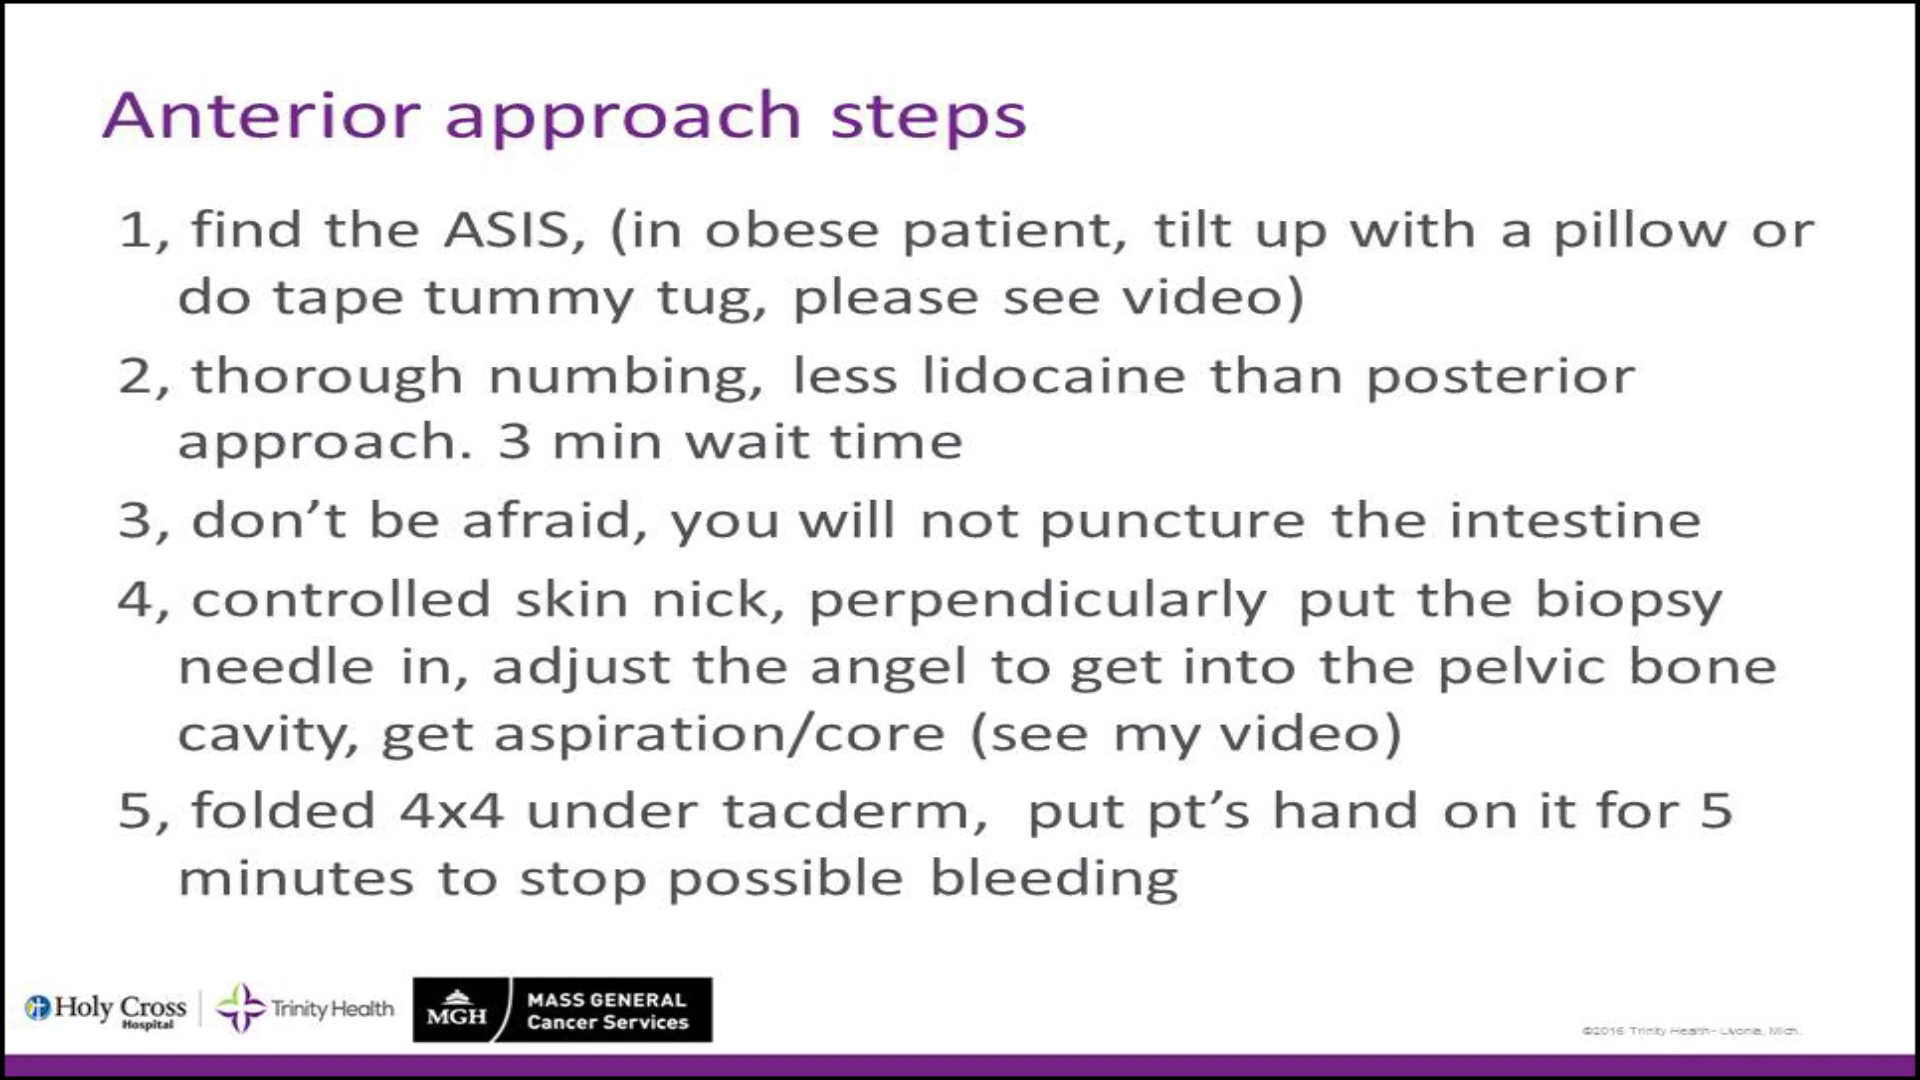 Anterior approach steps
1, find the ASIS, (in obese patient, tilt up with a pillow or
do tape tummy tug, please see video)
2, thorough numbing, less lidocaine than posterior
approach. 3 min wait time
3, don’t be afraid, you will not puncture the intestine
4, controlled skin nick, perpendicularly put the biopsy
needle in, adjust the angel to get into the pelvic bone
cavity, get aspiration/core (see my video)
5, folded 4x4 under tacderm, put pt’s hand on it for 5
minutes to stop possible bleeding
Holy Cross
Hospital
Trinity Health
MGH
MASS GENERAL
Cancer Services
©2016 Trinity Health - Livonia, Mich.